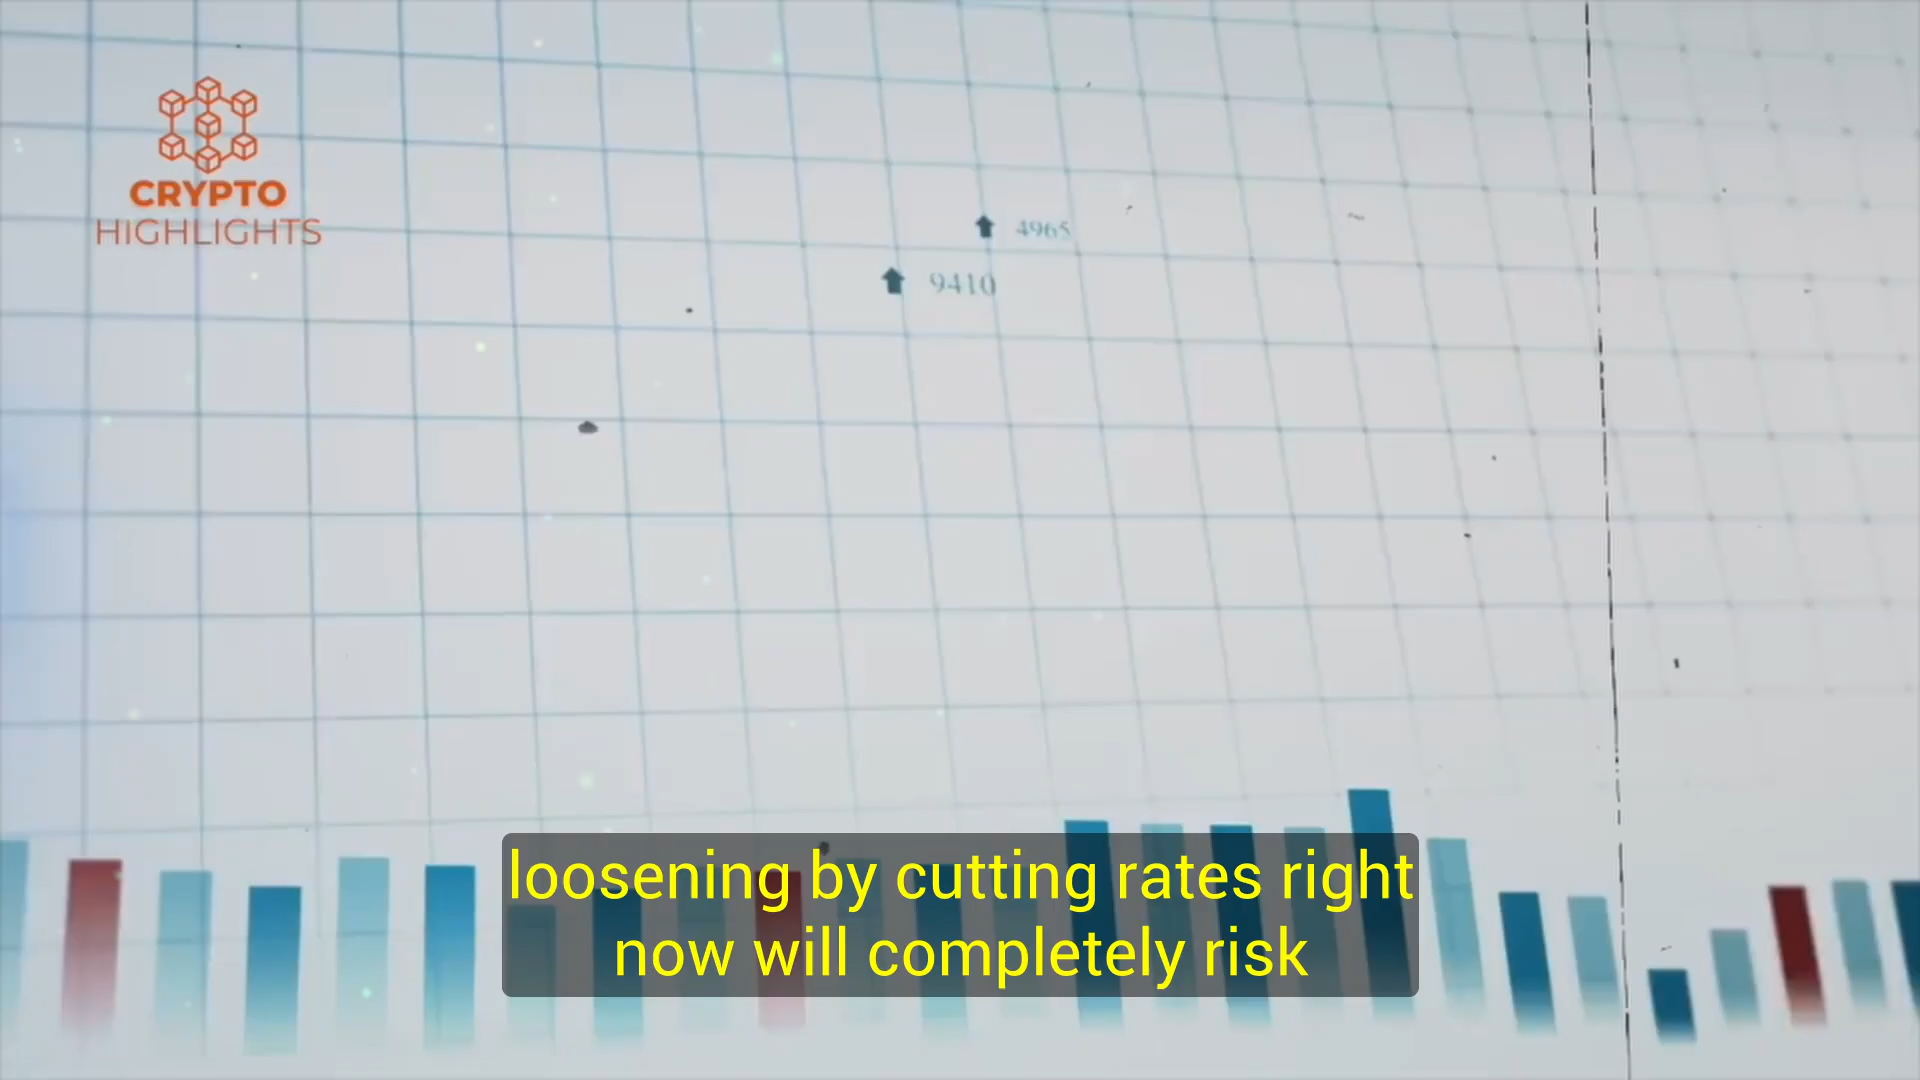 CRYPTO
HIGHLIGHTS
4965
9410
loosening by cutting rates right
now will completely risk